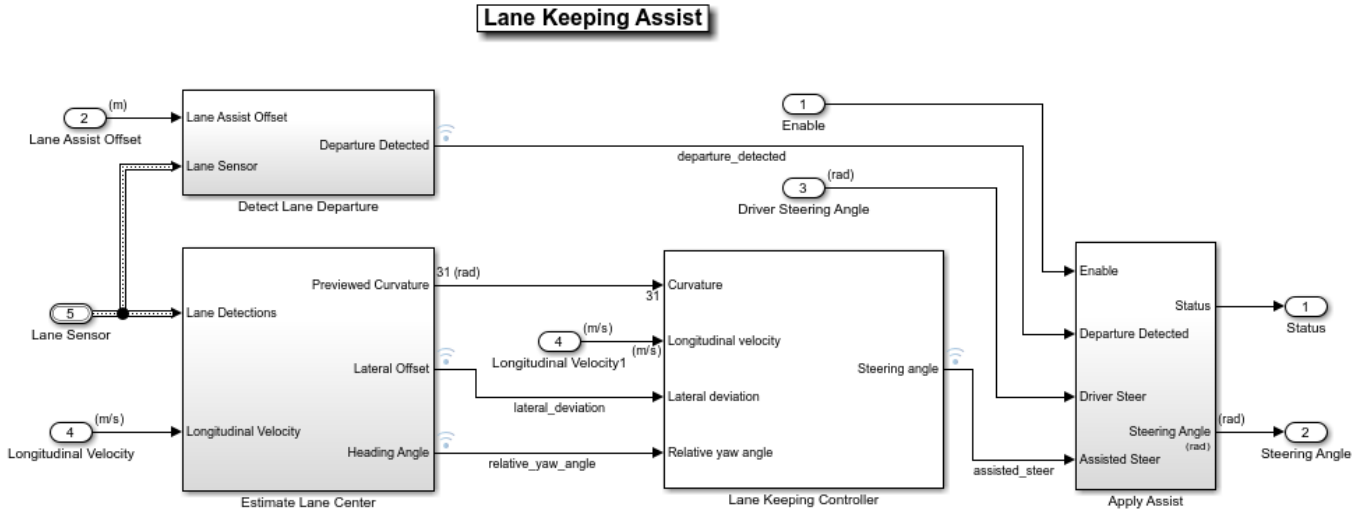 Lane Keeping Assist
2
(m)
Lane Assist Offset
Lane Assist Offset
Lane Sensor
Departure Detected
Detect Lane Departure
departure_detected
1
Enable
3
(rad)
Driver Steering Angle
5
Lane Sensor
4
(m/s)
Longitudinal Velocity
Lane Detections
Longitudinal Velocity
Previewed Curvature
Lateral Offset
Heading Angle
Estimate Lane Center
31 (rad)
31
4
(m/s)
(m/s)
Longitudinal Velocity1
lateral_deviation
relative_yaw_angle
Curvature
Longitudinal velocity
Lateral deviation
Relative yaw angle
Steering angle
Lane Keeping Controller
assisted_steer
Enable
Departure Detected
Driver Steer
Assisted Steer
Status
Steering Angle
(rad)
Apply Assist
1
Status
(rad)
2
Steering Angle